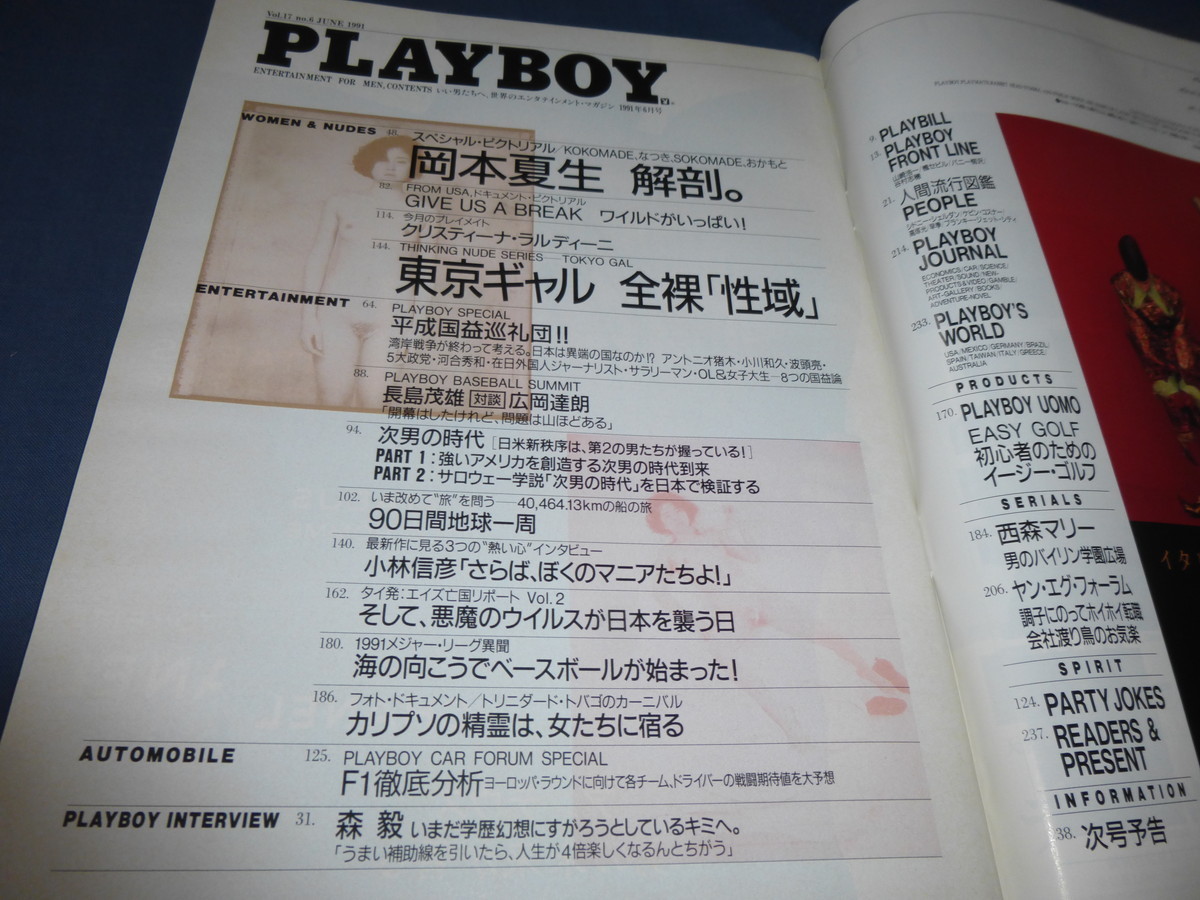 Vol.17 no.6 JUNE 1991
PLAYBOY
ENTERTAINMENT FOR MEN, CONTENTS いい男たちへ、世界のエンタテインメント・マガジン 1991年6月号
WOMEN & NUDES
48. スペシャル・ピクトリアル/KOKOMADE、なつき、SOKOMADE、おかもと
岡本夏生 解剖。
82. FROM USA、ドキュメント・ピクトリアル
GIVE US A BREAK ワイルドがいっぱい!
114. 今月のプレイメイト
クリスティーナ・ラルディーニ
144. THINKING NUDE SERIES TOKYO GAL
東京ギャル 全裸「性域」
ENTERTAINMENT
64. PLAYBOY SPECIAL
平成国益巡礼団!!
湾岸戦争が終わって考える。日本は異端の国なのか!? アントニオ猪木・小川和久・波頭亮・
5大政党・河合秀和・在日外国人ジャーナリスト・サラリーマン・OL&女子大生—8つの国益論
88. PLAYBOY BASEBALL SUMMIT
長島茂雄[対談]広岡達朗
「開幕はしたけれど、問題は山ほどある」
94. 次男の時代[日米新秩序は、第2の男たちが握っている!]
PART 1:強いアメリカを創造する次男の時代到来
PART 2:サロウェー学説「次男の時代」を日本で検証する
102. いま改めて“旅”を問う 40,464.13kmの船の旅
90日間地球一周
140. 最新作に見る3つの“熱い心”インタビュー
小林信彦「さらば、ぼくのマニアたちよ!」
162. タイ発:エイズ亡国リポート Vol.2
そして、悪魔のウイルスが日本を襲う日
180. 1991メジャー・リーグ異聞
海の向こうでベースボールが始まった!
186. フォト・ドキュメント/トリニダード・トバゴのカーニバル
カリプソの精霊は、女たちに宿る
AUTOMOBILE
125. PLAYBOY CAR FORUM SPECIAL
F1徹底分析 ヨーロッパ・ラウンドに向けて各チーム、ドライバーの戦闘期待値を大予想
PLAYBOY INTERVIEW
31. 森 毅 いまだ学歴幻想にすがろうとしているキミへ。
「うまい補助線を引いたら、人生が4倍楽しくなるんとちがう」
9. PLAYBILL
13. PLAYBOY
FRONT LINE
21. 人間流行図鑑
PEOPLE
シドニー・シェルダン/ケビン・コスナー/
214. PLAYBOY
JOURNAL
ECONOMICS/CAR/SCIENCE/
THEATER/SOUND/NEW-
PRODUCTS&VIDEO/GAMBLE/
ART-GALLERY/BOOKS/
ADVENTURE-NOVEL
233. PLAYBOY'S
WORLD
USA/MEXICO/GERMANY/BRAZIL/
SPAIN/TAIWAN/ITALY/GREECE/
AUSTRALIA
PRODUCTS
170. PLAYBOY UOMO
EASY GOLF
初心者のための
イージー・ゴルフ
SERIALS
184. 西森マリー
男のバイリン学園広場
206. ヤン・エグ・フォーラム
調子にのってホイホイ転職
会社渡り鳥のお気楽
SPIRIT
124. PARTY JOKES
237. READERS &
PRESENT
INFORMATION
38. 次号予告
イタ